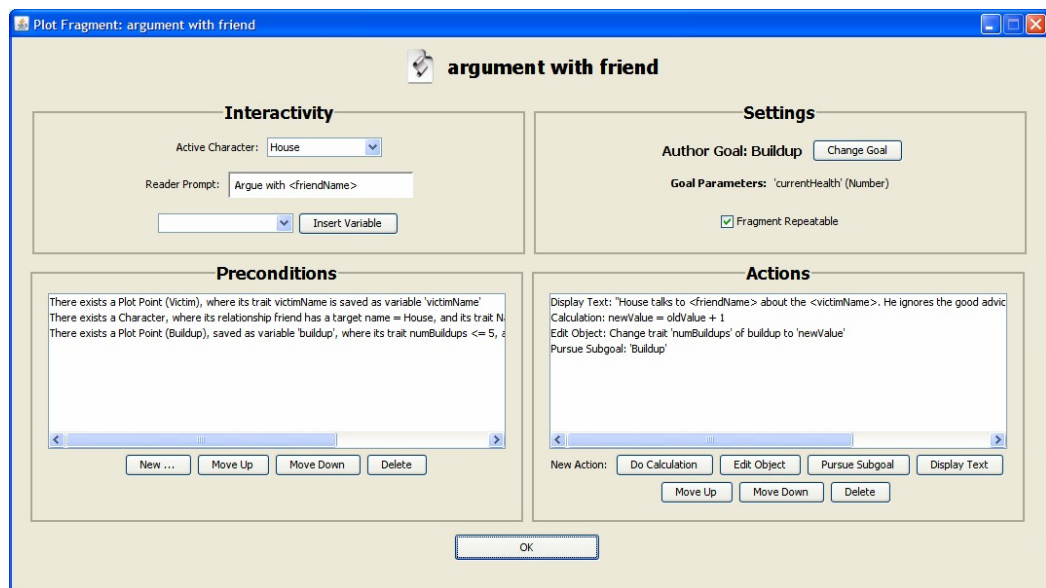 Plot Fragment: argument with friend
argument with friend
Interactivity
Active Character: House
Reader Prompt: Argue with <friendName>
Insert Variable
Settings
Author Goal: Buildup Change Goal
Goal Parameters: 'currentHealth' (Number)
Fragment Repeatable
Preconditions
There exists a Plot Point (Victim), where its trait victimName is saved as variable 'victimName'
There exists a Character, where its relationship friend has a target name = House, and its trait
There exists a Plot Point (Buildup), saved as variable 'buildup', where its trait numBuildups <= 5,
New ... Move Up Move Down Delete
Actions
Display Text: "House talks to <friendName> about the <victimName>. He ignores the good advic
Calculation: newValue = oldValue + 1
Edit Object: Change trait 'numBuildups' of buildup to 'newValue'
Pursue Subgoal: 'Buildup'
New Action: Do Calculation Edit Object Pursue Subgoal Display Text
Move Up Move Down Delete
OK